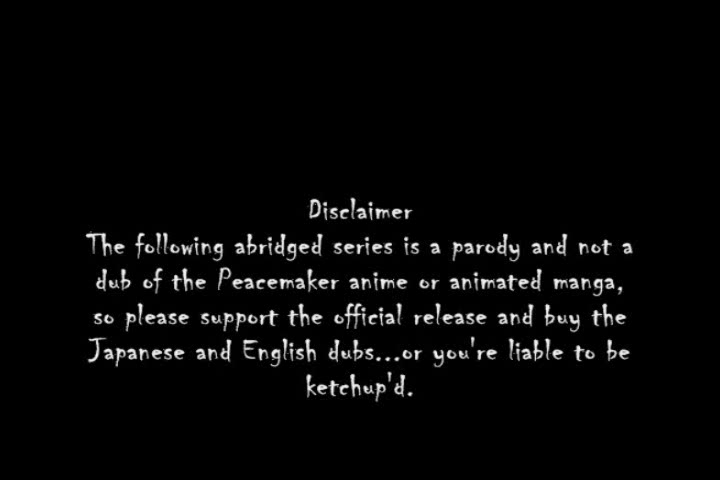 Disclaimer
The following abridged series is a parody and not a
dub of the Peacemaker anime or animated manga,
so please support the official release and buy the
Japanese and English dubs...or you're liable to be
ketchup'd.